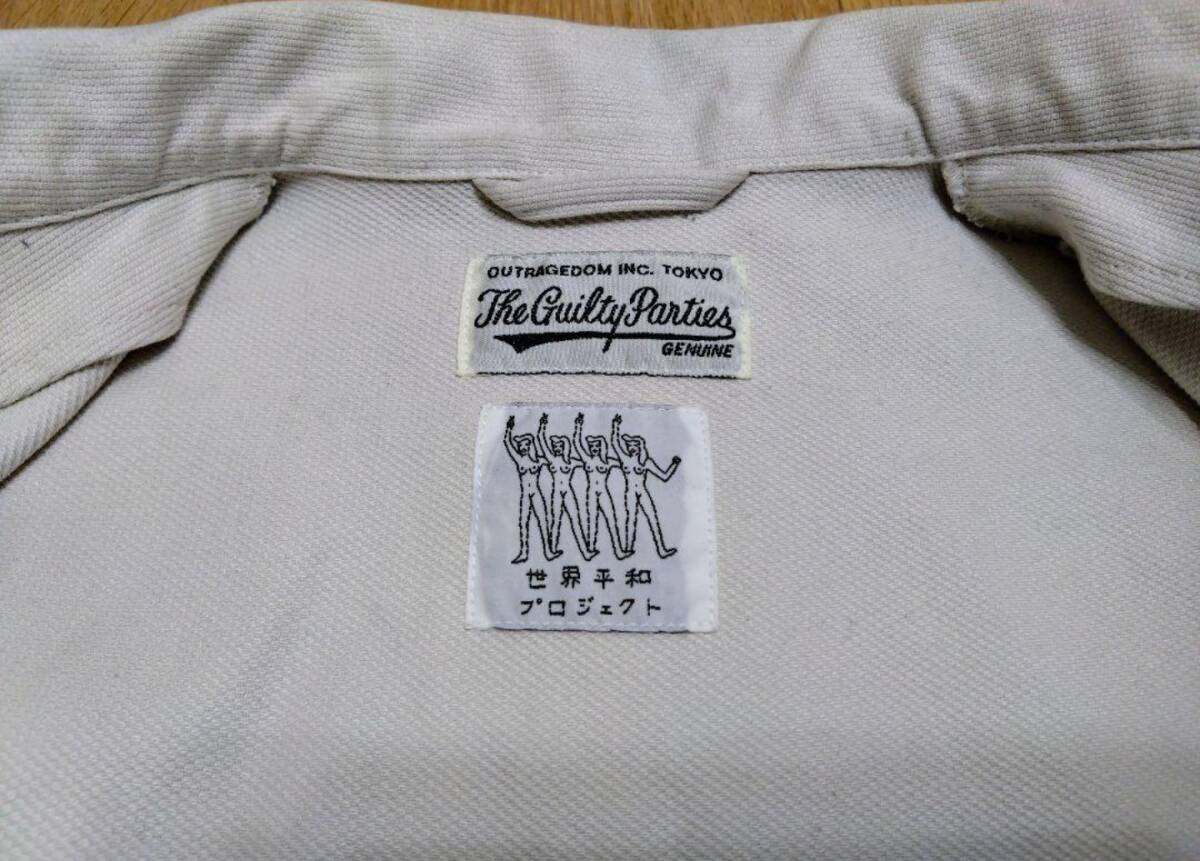 OUTRAGEDOM INC. TOKYO
The Guilty Parties
GENUINE
世界平和
プロジェクト